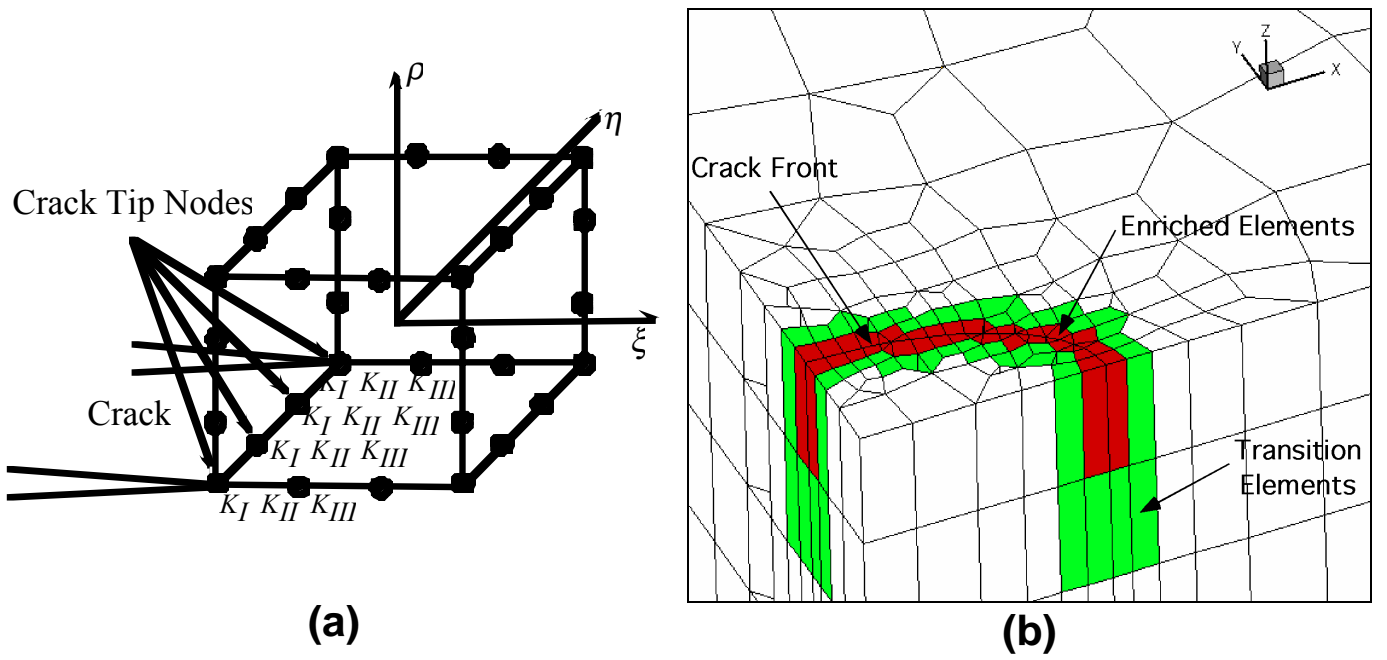 ρ
η
Crack Tip Nodes
ξ
K_I K_II K_III
Crack
K_I K_II K_III
K_I K_II K_III
K_I K_II K_III
(a)
Z
Y
X
Crack Front
Enriched Elements
Transition
Elements
(b)